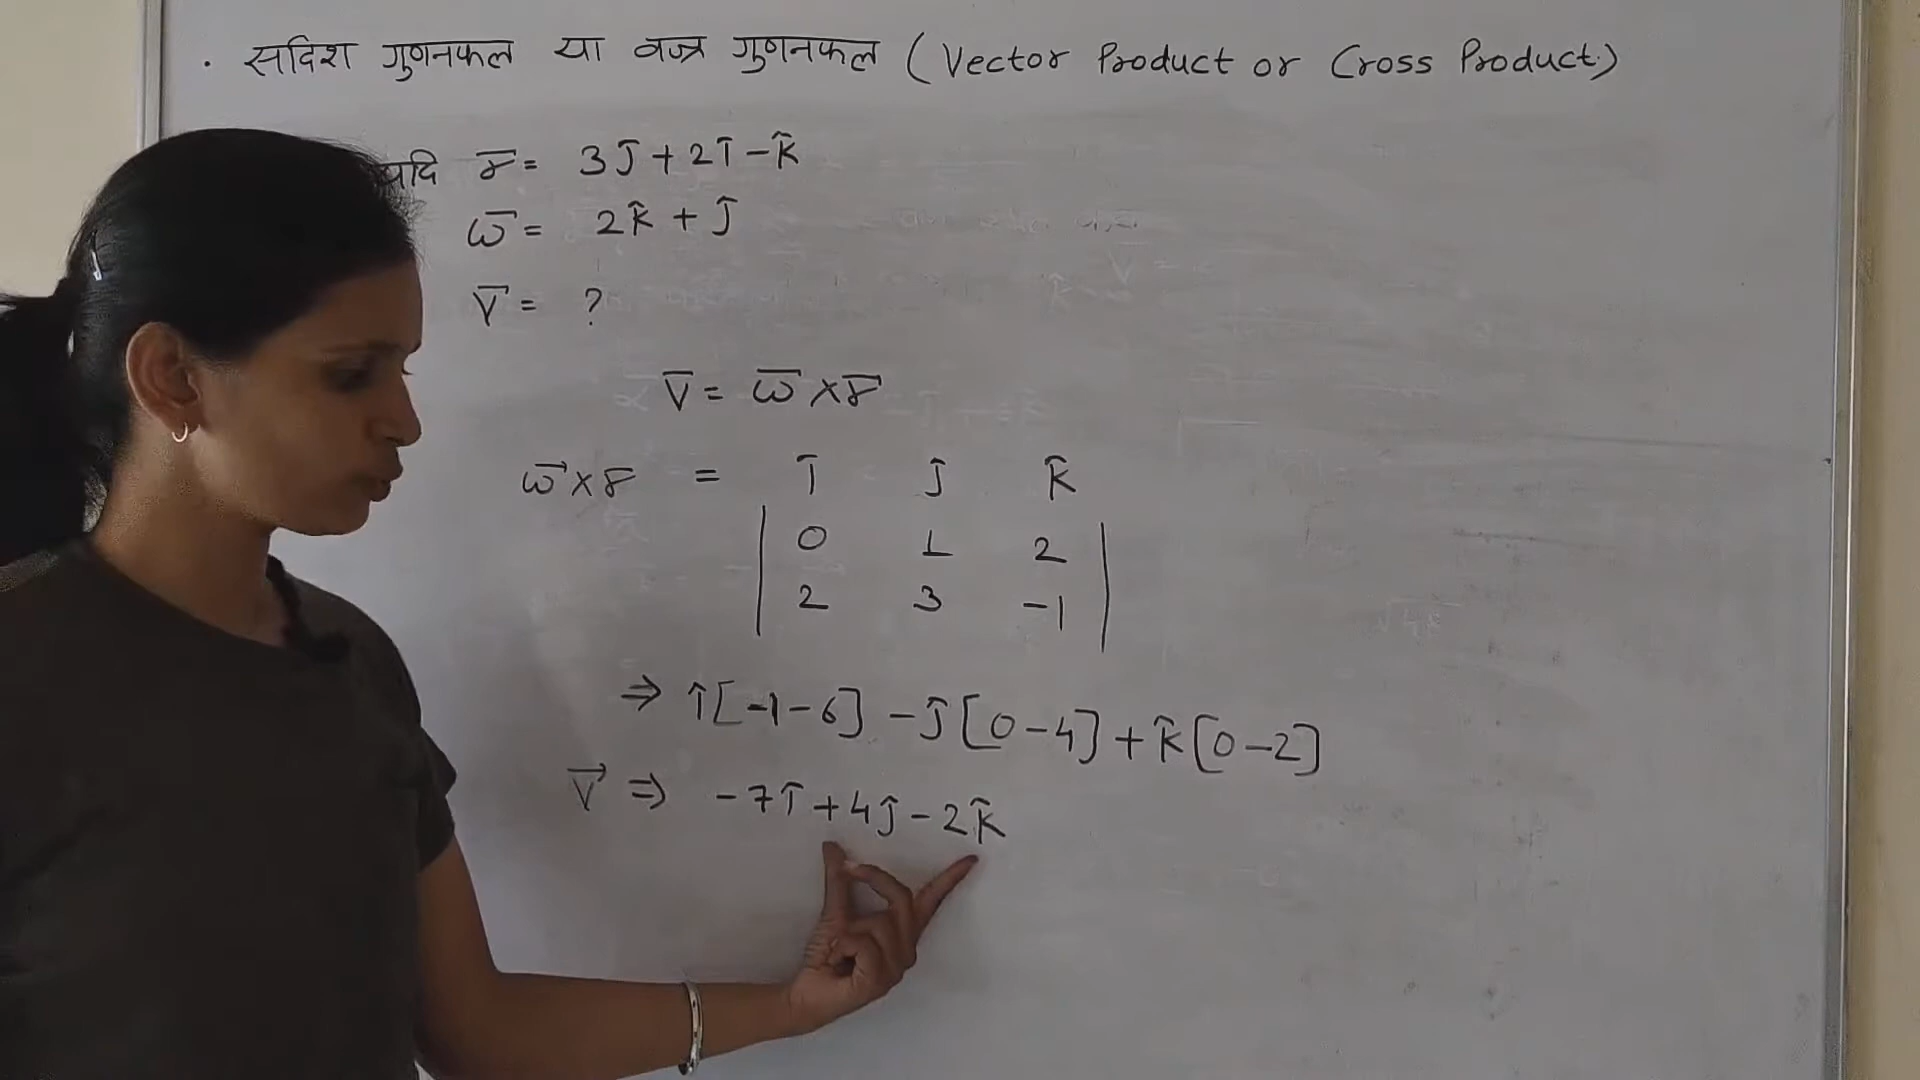 · सदिश गुणनफल या वज्र गुणनफल (Vector Product or Cross Product)
यदि r̅ = 3ĵ + 2î − k̂
ω̅ = 2k̂ + ĵ
v̅ = ?
v̅ = ω̅ × r̅
ω̅ × r̅ = î ĵ k̂
| 0 1 2 |
| 2 3 -1 |
⇒ î[-1-6] - ĵ[0-4] + k̂[0-2]
v⃗ ⇒ -7î + 4ĵ - 2k̂